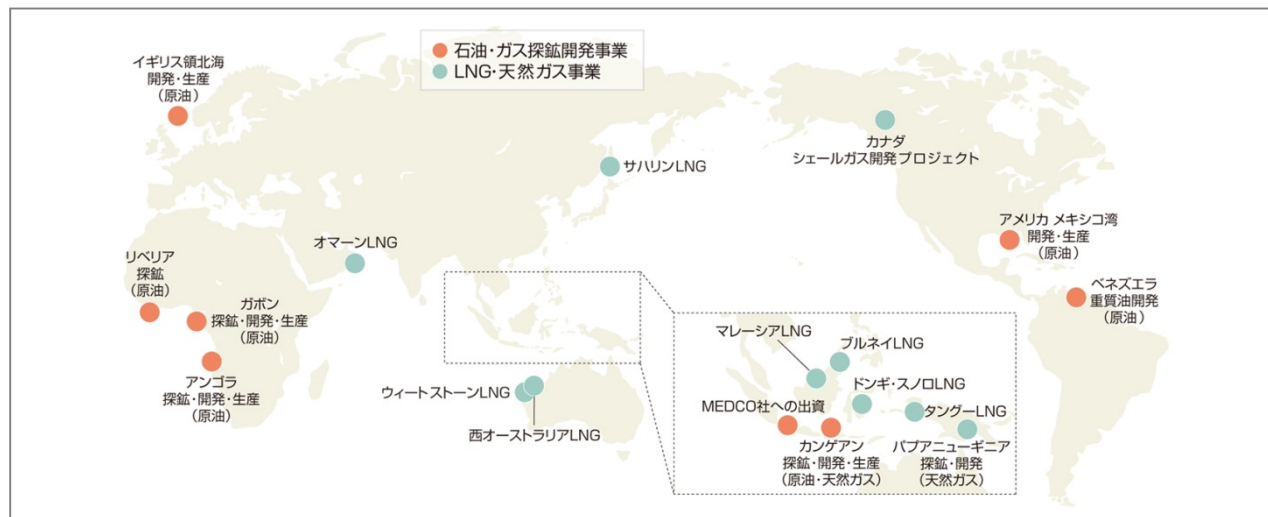 石油・ガス探鉱開発事業
LNG・天然ガス事業
イギリス領北海
開発・生産
（原油）
サハリンLNG
カナダ
シェールガス開発プロジェクト
オマーンLNG
リベリア
探鉱
（原油）
ガボン
探鉱・開発・生産
（原油）
アンゴラ
探鉱・開発・生産
（原油）
アメリカ メキシコ湾
開発・生産
（原油）
ベネズエラ
重質油開発
（原油）
ウィートストーンLNG
西オーストラリアLNG
マレーシアLNG
ブルネイLNG
ドンギ・スノロLNG
MEDCO社への出資
タングーLNG
カンゲアン
探鉱・開発・生産
（原油・天然ガス）
パプアニューギニア
探鉱・開発
（天然ガス）